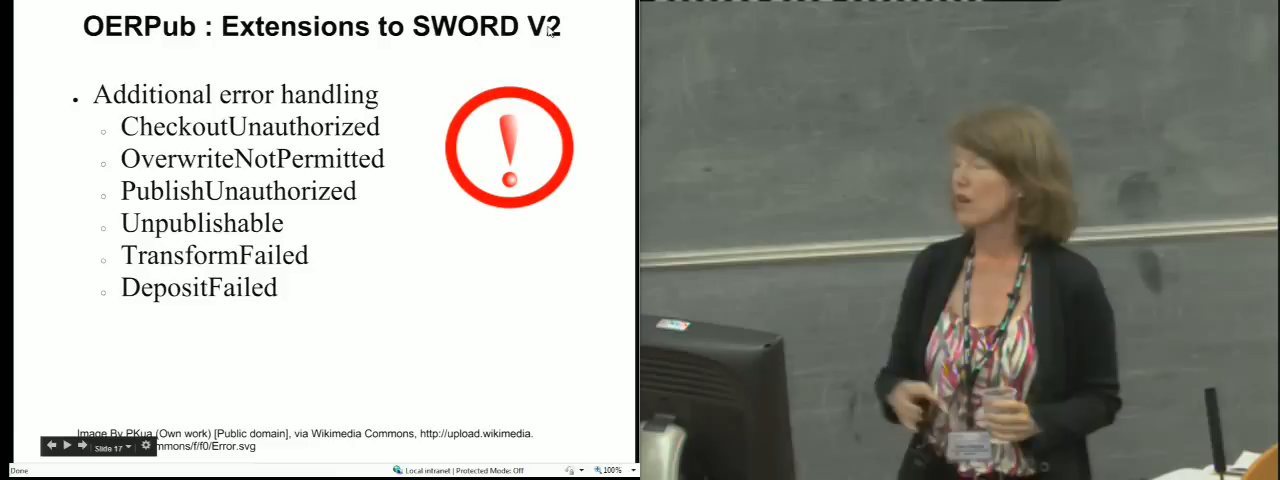 OERPub : Extensions to SWORD V2
Additional error handling
CheckoutUnauthorized
OverwriteNotPermitted
PublishUnauthorized
Unpublishable
TransformFailed
DepositFailed
Image By PKua (Own work) [Public domain], via Wikimedia Commons, http://upload.wikimedia.
mmons/f/f0/Error.svg
Slide 17
Done
Local intranet | Protected Mode: Off
100%